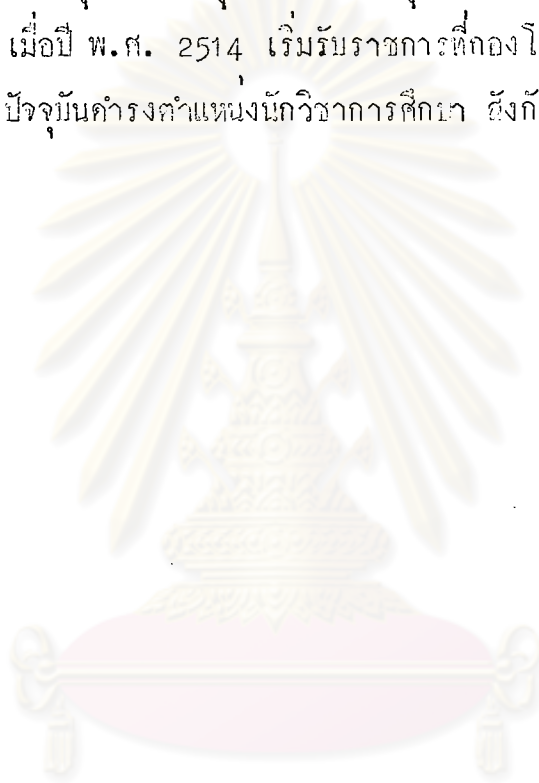 เมื่อปี พ.ศ. 2514 เริ่มรับราชการที่กองโ
ปัจจุบันดำรงตำแหน่งนักวิชาการศึกษา สังกั